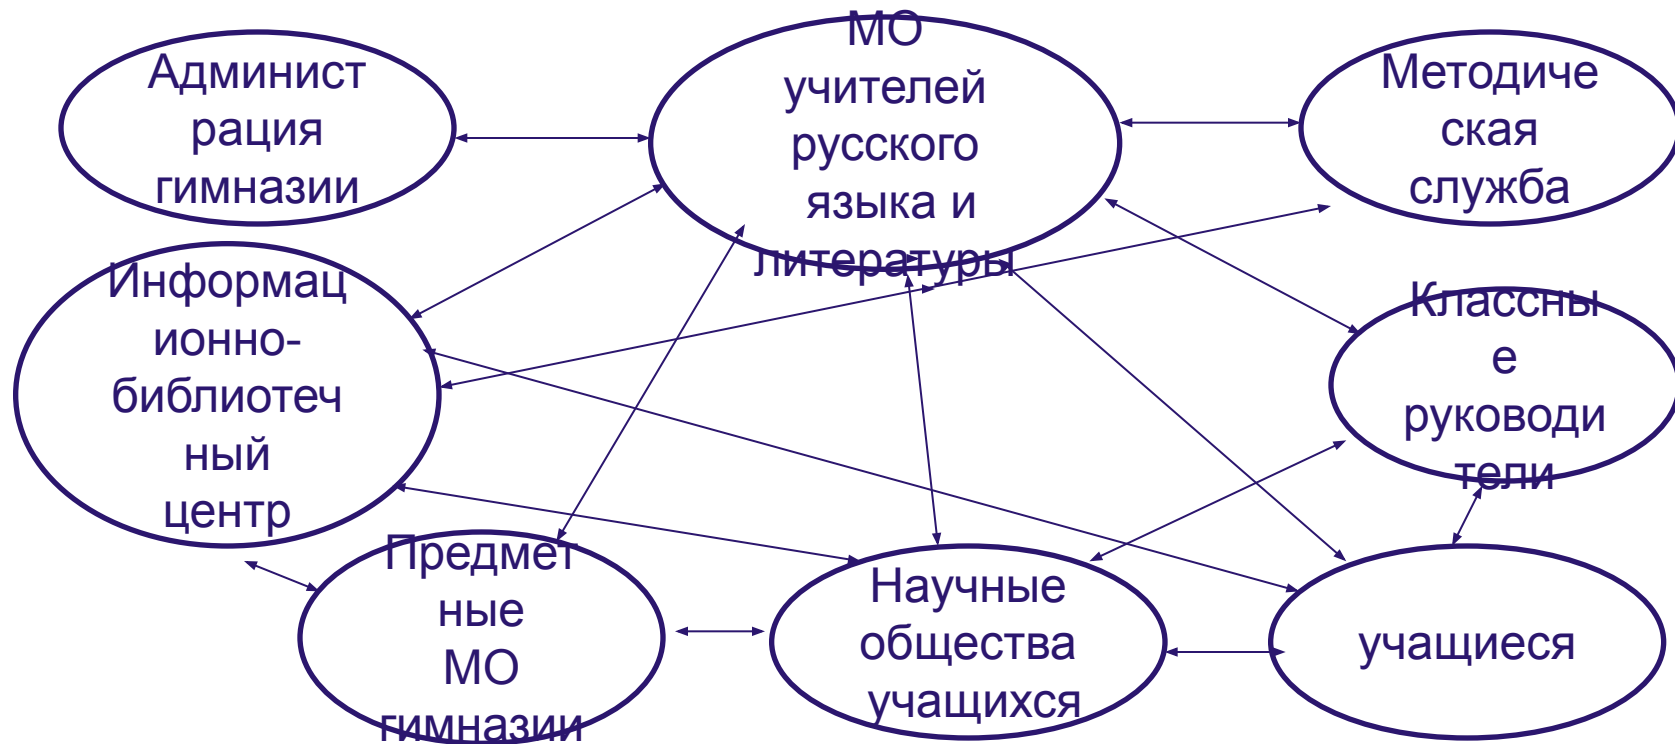 Админист
рация
гимназии
МО
учителей
русского
языка и
литературы
Методиче
ская
служба
Информац
ионно-
библиотеч
ный
центр
Классны
е
руководи
тели
Предмет
ные
МО
гимназии
Научные
общества
учащихся
учащиеся